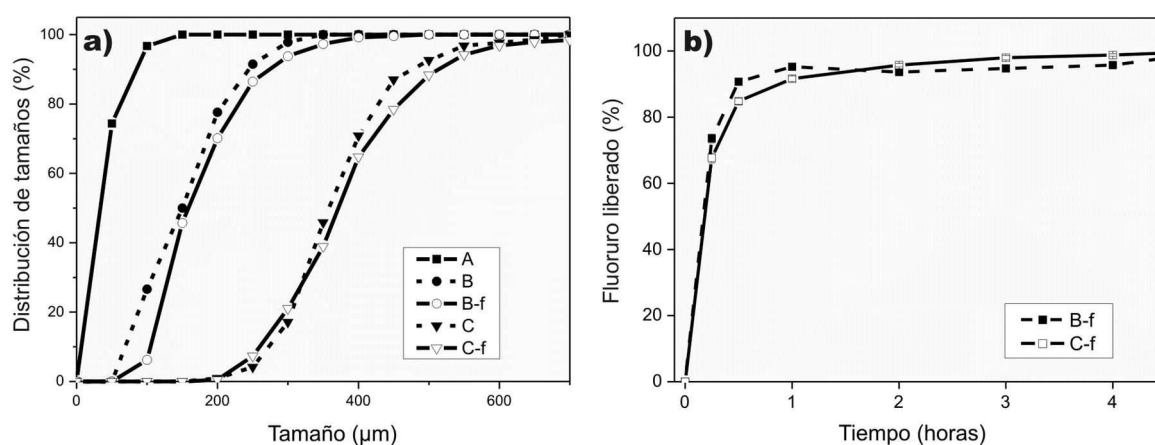 a)
Distribución de tamaños (%)
100
80
60
40
20
0
0
200
400
600
Tamaño (µm)
A
B
B-f
C
C-f
b)
Fluoruro liberado (%)
100
80
60
40
20
0
0
1
2
3
4
Tiempo (horas)
B-f
C-f